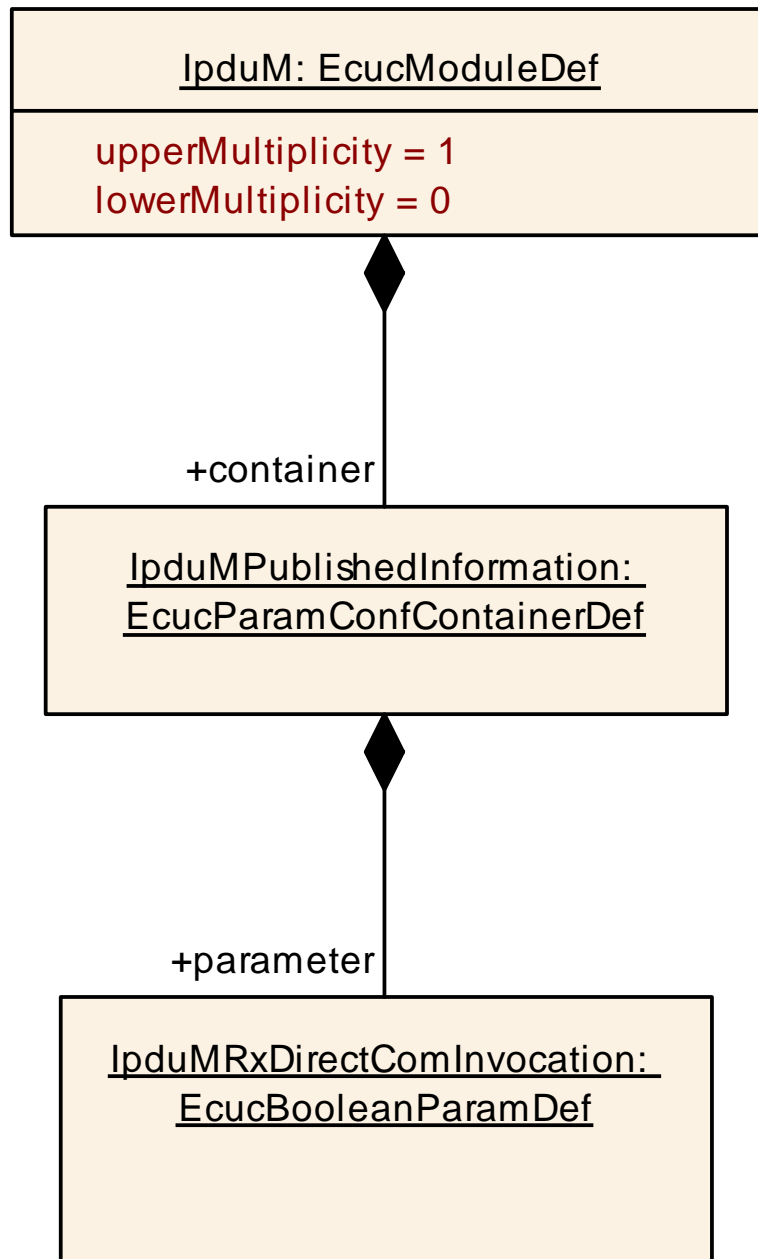 IpduM: EcucModuleDef
upperMultiplicity = 1
lowerMultiplicity = 0
+container
IpduMPublishedInformation:
EcucParamConfContainerDef
+parameter
IpduMRxDirectComInvocation:
EcucBooleanParamDef